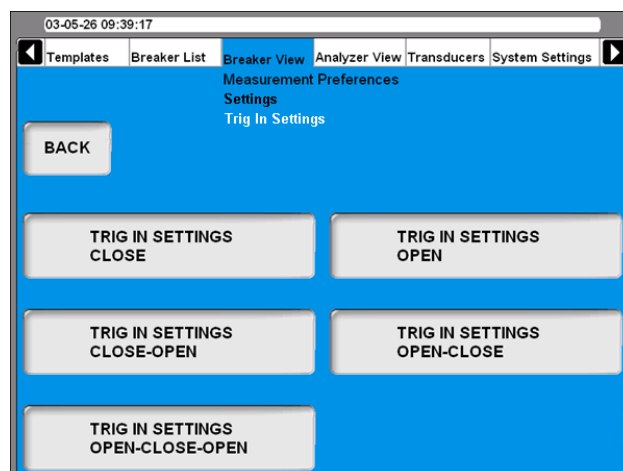 03-05-26 09:39:17
Templates Breaker List Breaker View Analyzer View Transducers System Settings
Measurement Preferences
Settings
Trig In Settings
BACK
TRIG IN SETTINGS
CLOSE
TRIG IN SETTINGS
OPEN
TRIG IN SETTINGS
CLOSE-OPEN
TRIG IN SETTINGS
OPEN-CLOSE
TRIG IN SETTINGS
OPEN-CLOSE-OPEN